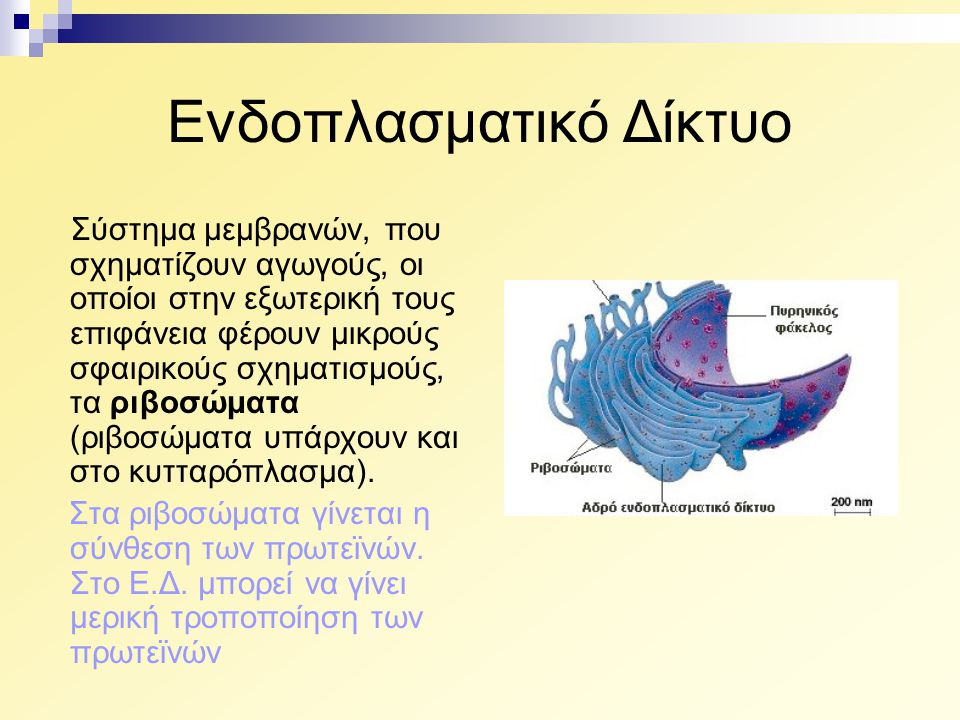 Ενδοπλασματικό Δίκτυο
Σύστημα μεμβρανών, που
σχηματίζουν αγωγούς, οι
οποίοι στην εξωτερική τους
επιφάνεια φέρουν μικρούς
σφαιρικούς σχηματισμούς,
τα ριβοσώματα
(ριβοσώματα υπάρχουν και
στο κυτταρόπλασμα).
Στα ριβοσώματα γίνεται η
σύνθεση των πρωτεϊνών.
Στο Ε.Δ. μπορεί να γίνει
μερική τροποποίηση των
πρωτεϊνών
Πυρηνικός
φάκελος
Ριβοσώματα
Αδρό ενδοπλασματικό δίκτυο
200 nm